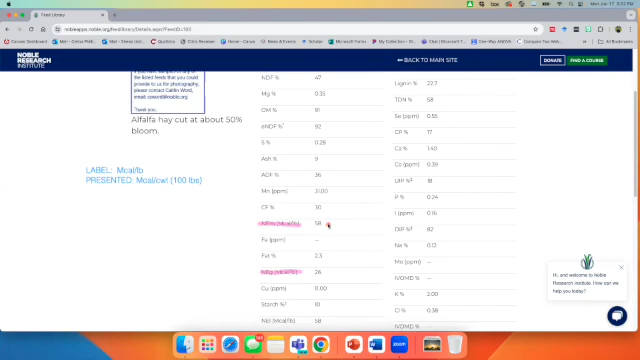 Feed Library
nobleapps.noble.org/feedlibrary/Details.aspx?FeedID=180
NOBLE
RESEARCH
INSTITUTE
BACK TO MAIN SITE
DONATE
FIND A COURSE
the listed feeds that you could
provide to us for photography,
please contact Caitlin Word,
Thank you.
Alfalfa hay cut at about 50%
bloom.
LABEL: Mcal/lb
PRESENTED: Mcal/cwt (100 lbs)
NDF % 47
Mg % 0.35
OM % 91
eNDF %* 92
S % 0.28
Ash % 9
ADF % 36
Mn (ppm) 31.00
CF % 30
NEm (Mcal/lb) 58
Fe (ppm) --
Fat % 2.3
NEg (Mcal/lb) 26
Cu (ppm) 11.00
Starch %² 10
NEl (Mcal/lb) 58
Lignin % 22.7
TDN % 58
Se (ppm) 0.55
CP % 17
Ca % 1.40
Co (ppm) 0.39
UIP %³ 18
P % 0.24
I (ppm) 0.16
DIP %³ 82
Na % 0.12
Mo (ppm) --
IVOMD % --
K % 2.00
Cl % 0.38
IVDMD % --
Hi, and welcome to Noble
Research Institute. How can we
help you today?
zoom